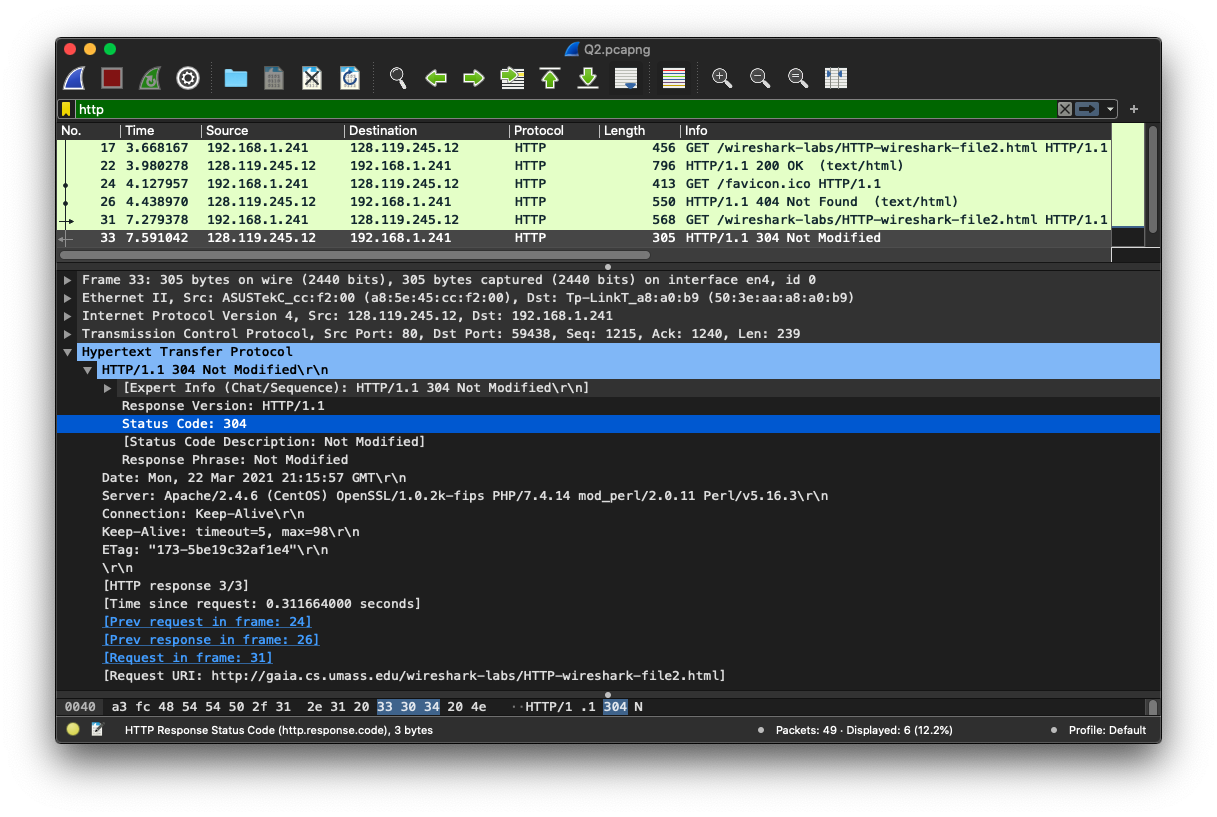 Q2.pcapng
http
No. Time Source Destination Protocol Length Info
17 3.668167 192.168.1.241 128.119.245.12 HTTP 456 GET /wireshark-labs/HTTP-wireshark-file2.html HTTP/1.1
22 3.980278 128.119.245.12 192.168.1.241 HTTP 796 HTTP/1.1 200 OK  (text/html)
24 4.127957 192.168.1.241 128.119.245.12 HTTP 413 GET /favicon.ico HTTP/1.1
26 4.438970 128.119.245.12 192.168.1.241 HTTP 550 HTTP/1.1 404 Not Found  (text/html)
31 7.279378 192.168.1.241 128.119.245.12 HTTP 568 GET /wireshark-labs/HTTP-wireshark-file2.html HTTP/1.1
33 7.591042 128.119.245.12 192.168.1.241 HTTP 305 HTTP/1.1 304 Not Modified
Frame 33: 305 bytes on wire (2440 bits), 305 bytes captured (2440 bits) on interface en4, id 0
Ethernet II, Src: ASUSTekC_cc:f2:00 (a8:5e:45:cc:f2:00), Dst: Tp-LinkT_a8:a0:b9 (50:3e:aa:a8:a0:b9)
Internet Protocol Version 4, Src: 128.119.245.12, Dst: 192.168.1.241
Transmission Control Protocol, Src Port: 80, Dst Port: 59438, Seq: 1215, Ack: 1240, Len: 239
Hypertext Transfer Protocol
HTTP/1.1 304 Not Modified\r\n
[Expert Info (Chat/Sequence): HTTP/1.1 304 Not Modified\r\n]
Response Version: HTTP/1.1
Status Code: 304
[Status Code Description: Not Modified]
Response Phrase: Not Modified
Date: Mon, 22 Mar 2021 21:15:57 GMT\r\n
Server: Apache/2.4.6 (CentOS) OpenSSL/1.0.2k-fips PHP/7.4.14 mod_perl/2.0.11 Perl/v5.16.3\r\n
Connection: Keep-Alive\r\n
Keep-Alive: timeout=5, max=98\r\n
ETag: "173-5be19c32af1e4"\r\n
\r\n
[HTTP response 3/3]
[Time since request: 0.311664000 seconds]
[Prev request in frame: 24]
[Prev response in frame: 26]
[Request in frame: 31]
[Request URI: http://gaia.cs.umass.edu/wireshark-labs/HTTP-wireshark-file2.html]
0040 a3 fc 48 54 54 50 2f 31 2e 31 20 33 30 34 20 4e ··HTTP/1 .1 304 N
HTTP Response Status Code (http.response.code), 3 bytes Packets: 49 · Displayed: 6 (12.2%) Profile: Default